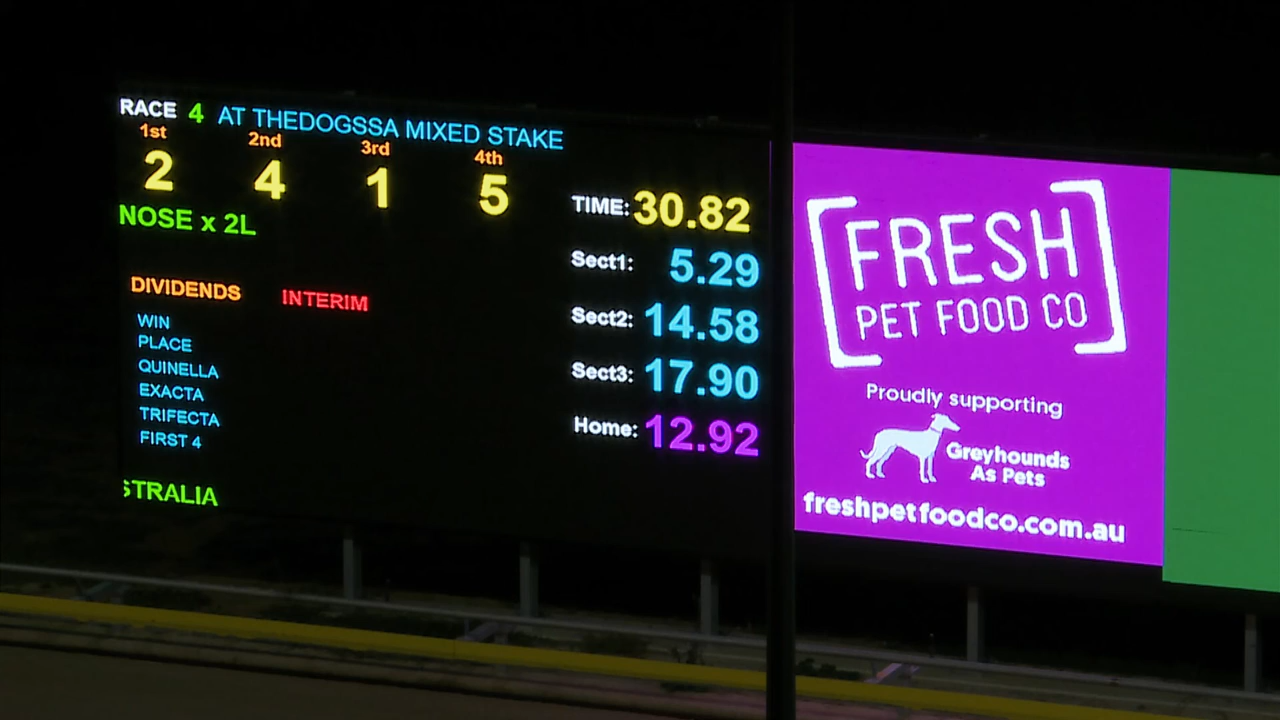 RACE 4 AT THEDOGSSA MIXED STAKE
1st 2nd 3rd 4th
2 4 1 5
NOSE x 2L
TIME: 30.82
Sect1: 5.29
Sect2: 14.58
Sect3: 17.90
Home: 12.92
DIVIDENDS INTERIM
WIN
PLACE
QUINELLA
EXACTA
TRIFECTA
FIRST 4
STRALIA
FRESH
PET FOOD CO
Proudly supporting
Greyhounds
As Pets
freshpetfoodco.com.au